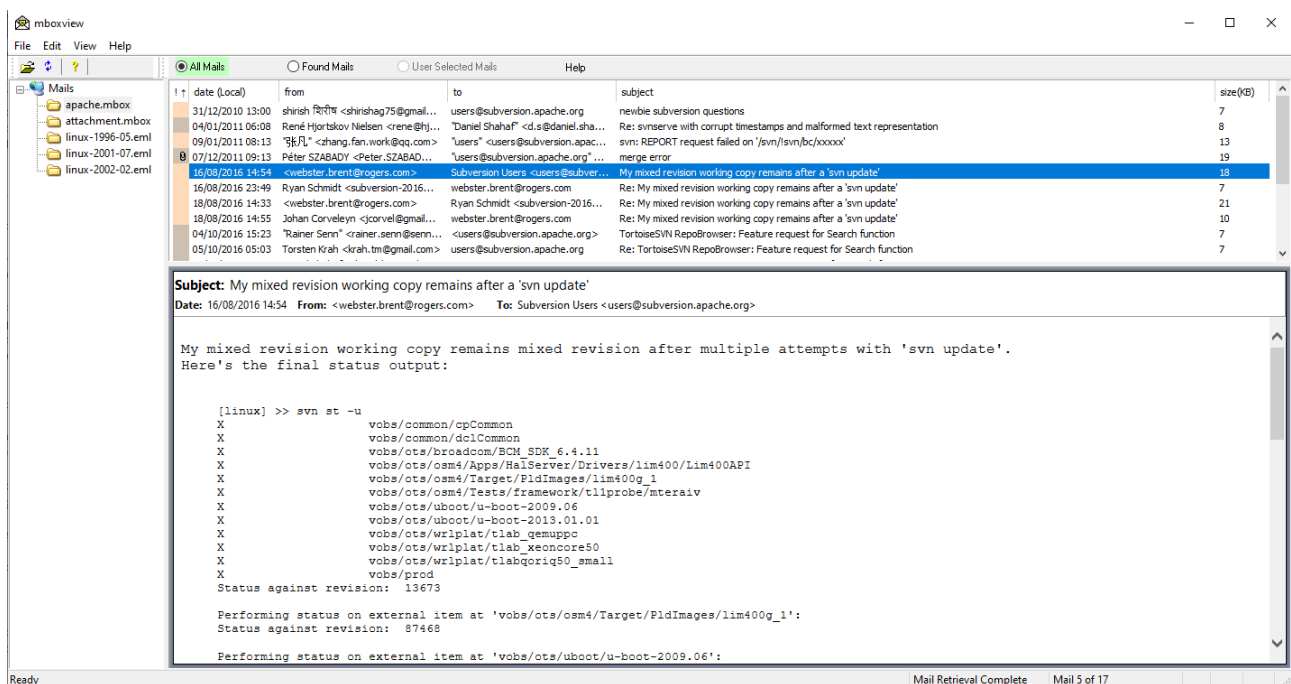 mboxview
File Edit View Help
All Mails Found Mails User Selected Mails Help
Mails
apache.mbox
attachment.mbox
linux-1996-05.eml
linux-2001-07.eml
linux-2002-02.eml
! ↑ date (Local) from to subject size(KB)
31/12/2010 13:00 shirish शिरीष <shirishag75@gmail... users@subversion.apache.org newbie subversion questions 7
04/01/2011 06:08 René Hjortskov Nielsen <rene@hj... "Daniel Shahaf" <d.s@daniel.sha... Re: svnserve with corrupt timestamps and malformed text representation 8
09/01/2011 08:13 "张凡" <zhang.fan.work@qq.com> "users" <users@subversion.apac... svn: REPORT request failed on '/svn/!svn/bc/xxxxx' 13
07/12/2011 09:13 Péter SZABADY <Peter.SZABAD... "users@subversion.apache.org" ... merge error 19
16/08/2016 14:54 <webster.brent@rogers.com> Subversion Users <users@subver... My mixed revision working copy remains after a 'svn update' 18
16/08/2016 23:49 Ryan Schmidt <subversion-2016... webster.brent@rogers.com Re: My mixed revision working copy remains after a 'svn update' 7
18/08/2016 14:33 <webster.brent@rogers.com> Ryan Schmidt <subversion-2016... Re: My mixed revision working copy remains after a 'svn update' 21
18/08/2016 14:55 Johan Corveleyn <jcorvel@gmail... webster.brent@rogers.com Re: My mixed revision working copy remains after a 'svn update' 10
04/10/2016 15:23 "Rainer Senn" <rainer.senn@senn... <users@subversion.apache.org> TortoiseSVN RepoBrowser: Feature request for Search function 7
05/10/2016 05:03 Torsten Krah <krah.tm@gmail.com> users@subversion.apache.org Re: TortoiseSVN RepoBrowser: Feature request for Search function 7
Subject: My mixed revision working copy remains after a 'svn update'
Date: 16/08/2016 14:54 From: <webster.brent@rogers.com> To: Subversion Users <users@subversion.apache.org>
My mixed revision working copy remains mixed revision after multiple attempts with 'svn update'.
Here's the final status output:
[linux] >> svn st -u
X vobs/common/cpCommon
X vobs/common/dclCommon
X vobs/ots/broadcom/BCM_SDK_6.4.11
X vobs/ots/osm4/Apps/HalServer/Drivers/lim400/Lim400API
X vobs/ots/osm4/Target/PldImages/lim400g_1
X vobs/ots/osm4/Tests/framework/tl1probe/mteraiv
X vobs/ots/uboot/u-boot-2009.06
X vobs/ots/uboot/u-boot-2013.01.01
X vobs/ots/wrlplat/tlab_qemuppc
X vobs/ots/wrlplat/tlab_xeoncore50
X vobs/ots/wrlplat/tlabqoriq50_small
X vobs/prod
Status against revision: 13673
Performing status on external item at 'vobs/ots/osm4/Target/PldImages/lim400g_1':
Status against revision: 87468
Performing status on external item at 'vobs/ots/uboot/u-boot-2009.06':
Ready Mail Retrieval Complete Mail 5 of 17